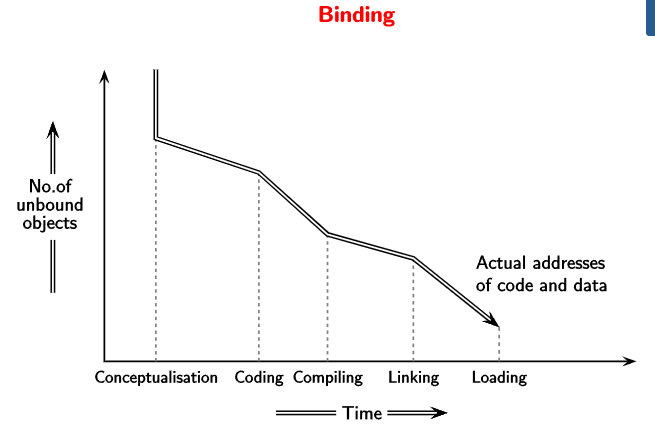 Binding
No.of
unbound
objects
Actual addresses
of code and data
Conceptualisation Coding Compiling Linking Loading
Time